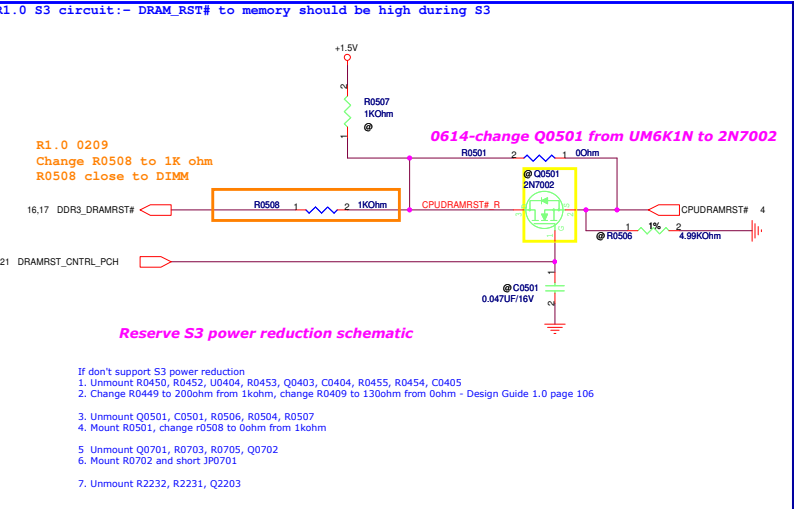 R1.0 S3 circuit:- DRAM_RST# to memory should be high during S3
+1.5V
2
R0507
1KOhm
@
1
0614-change Q0501 from UM6K1N to 2N7002
R1.0 0209
Change R0508 to 1K ohm
R0508 close to DIMM
R0501 2 1 0Ohm
@ Q0501
2N7002
16,17 DDR3_DRAMRST# R0508 1 2 1KOhm CPUDRAMRST#_R CPUDRAMRST# 4
@ R0506 1 1% 2 4.99KOhm
21 DRAMRST_CNTRL_PCH
1
@ C0501
0.047UF/16V
2
Reserve S3 power reduction schematic
If don't support S3 power reduction
1. Unmount R0450, R0452, U0404, R0453, Q0403, C0404, R0455, R0454, C0405
2. Change R0449 to 200ohm from 1kohm, change R0409 to 130ohm from 0ohm - Design Guide 1.0 page 106
3. Unmount Q0501, C0501, R0506, R0504, R0507
4. Mount R0501, change r0508 to 0ohm from 1kohm
5 Unmount Q0701, R0703, R0705, Q0702
6. Mount R0702 and short JP0701
7. Unmount R2232, R2231, Q2203